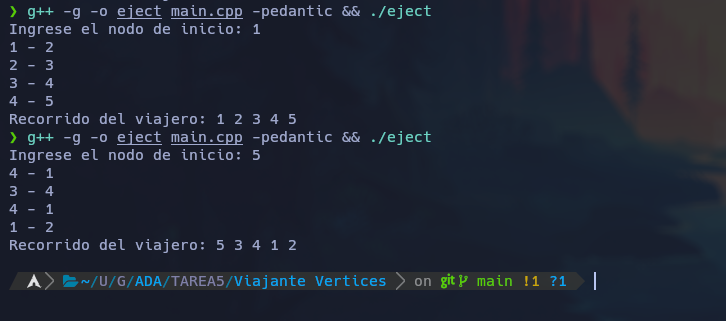 ❯ g++ -g -o eject main.cpp -pedantic && ./eject
Ingrese el nodo de inicio: 1
1 - 2
2 - 3
3 - 4
4 - 5
Recorrido del viajero: 1 2 3 4 5
❯ g++ -g -o eject main.cpp -pedantic && ./eject
Ingrese el nodo de inicio: 5
4 - 1
3 - 4
4 - 1
1 - 2
Recorrido del viajero: 5 3 4 1 2
~/U/G/ADA/TAREA5/Viajante Vertices on git main !1 ?1